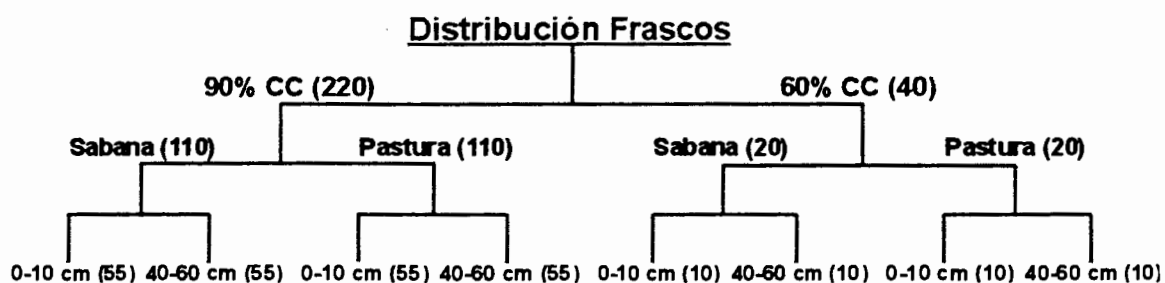 Distribución Frascos
90% CC (220) 60% CC (40)
Sabana (110) Pastura (110) Sabana (20) Pastura (20)
0-10 cm (55) 40-60 cm (55) 0-10 cm (55) 40-60 cm (55) 0-10 cm (10) 40-60 cm (10) 0-10 cm (10) 40-60 cm (10)